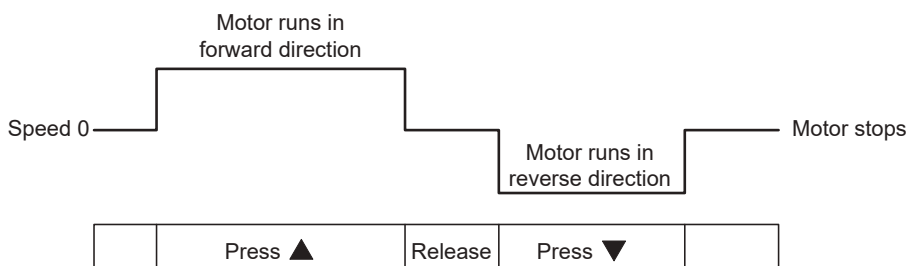 Motor runs in
forward direction
Speed 0
Motor stops
Motor runs in
reverse direction
Press ▲
Release
Press ▼